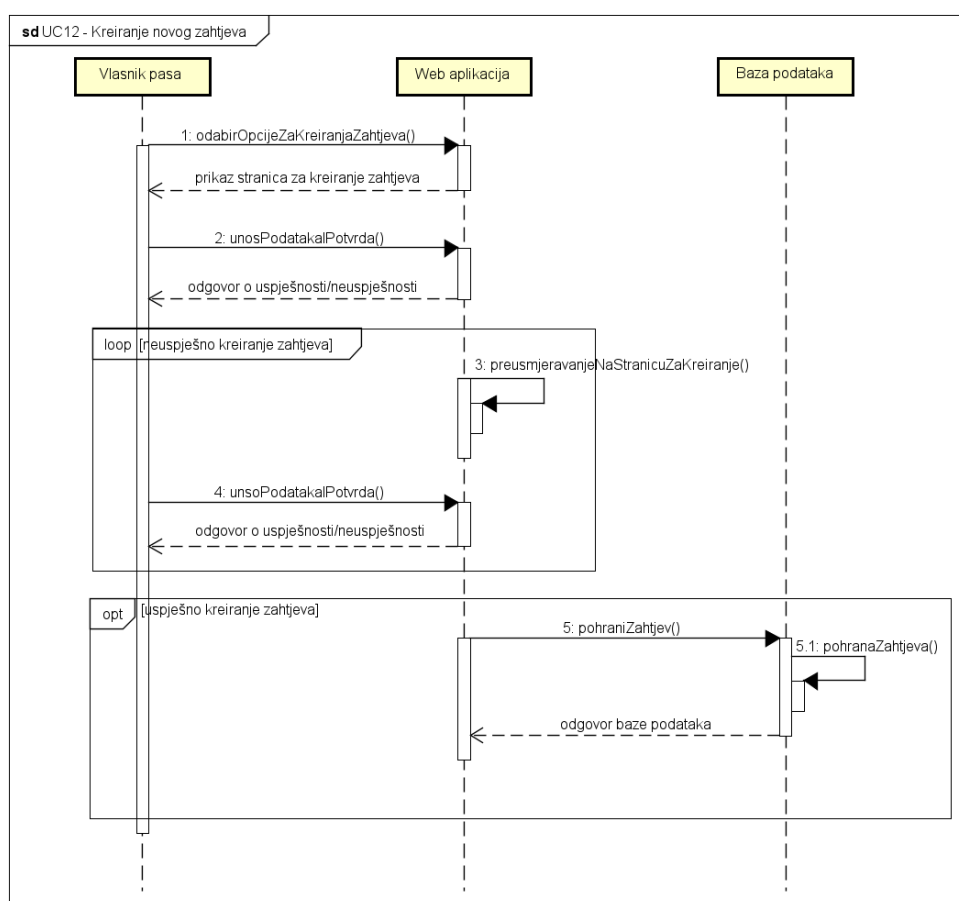 sd UC12 - Kreiranje novog zahtjeva
Vlasnik pasa
Web aplikacija
Baza podataka
1: odabirOpcijeZaKreiranjaZahtjeva()
prikaz stranica za kreiranje zahtjeva
2: unosPodatakaIPotvrda()
odgovor o uspješnosti/neuspješnosti
loop [neuspješno kreiranje zahtjeva]
3: preusmjeravanjeNaStranicuZaKreiranje()
4: unsoPodatakaIPotvrda()
odgovor o uspješnosti/neuspješnosti
opt [uspješno kreiranje zahtjeva]
5: pohraniZahtjev()
5.1: pohranaZahtjeva()
odgovor baze podataka